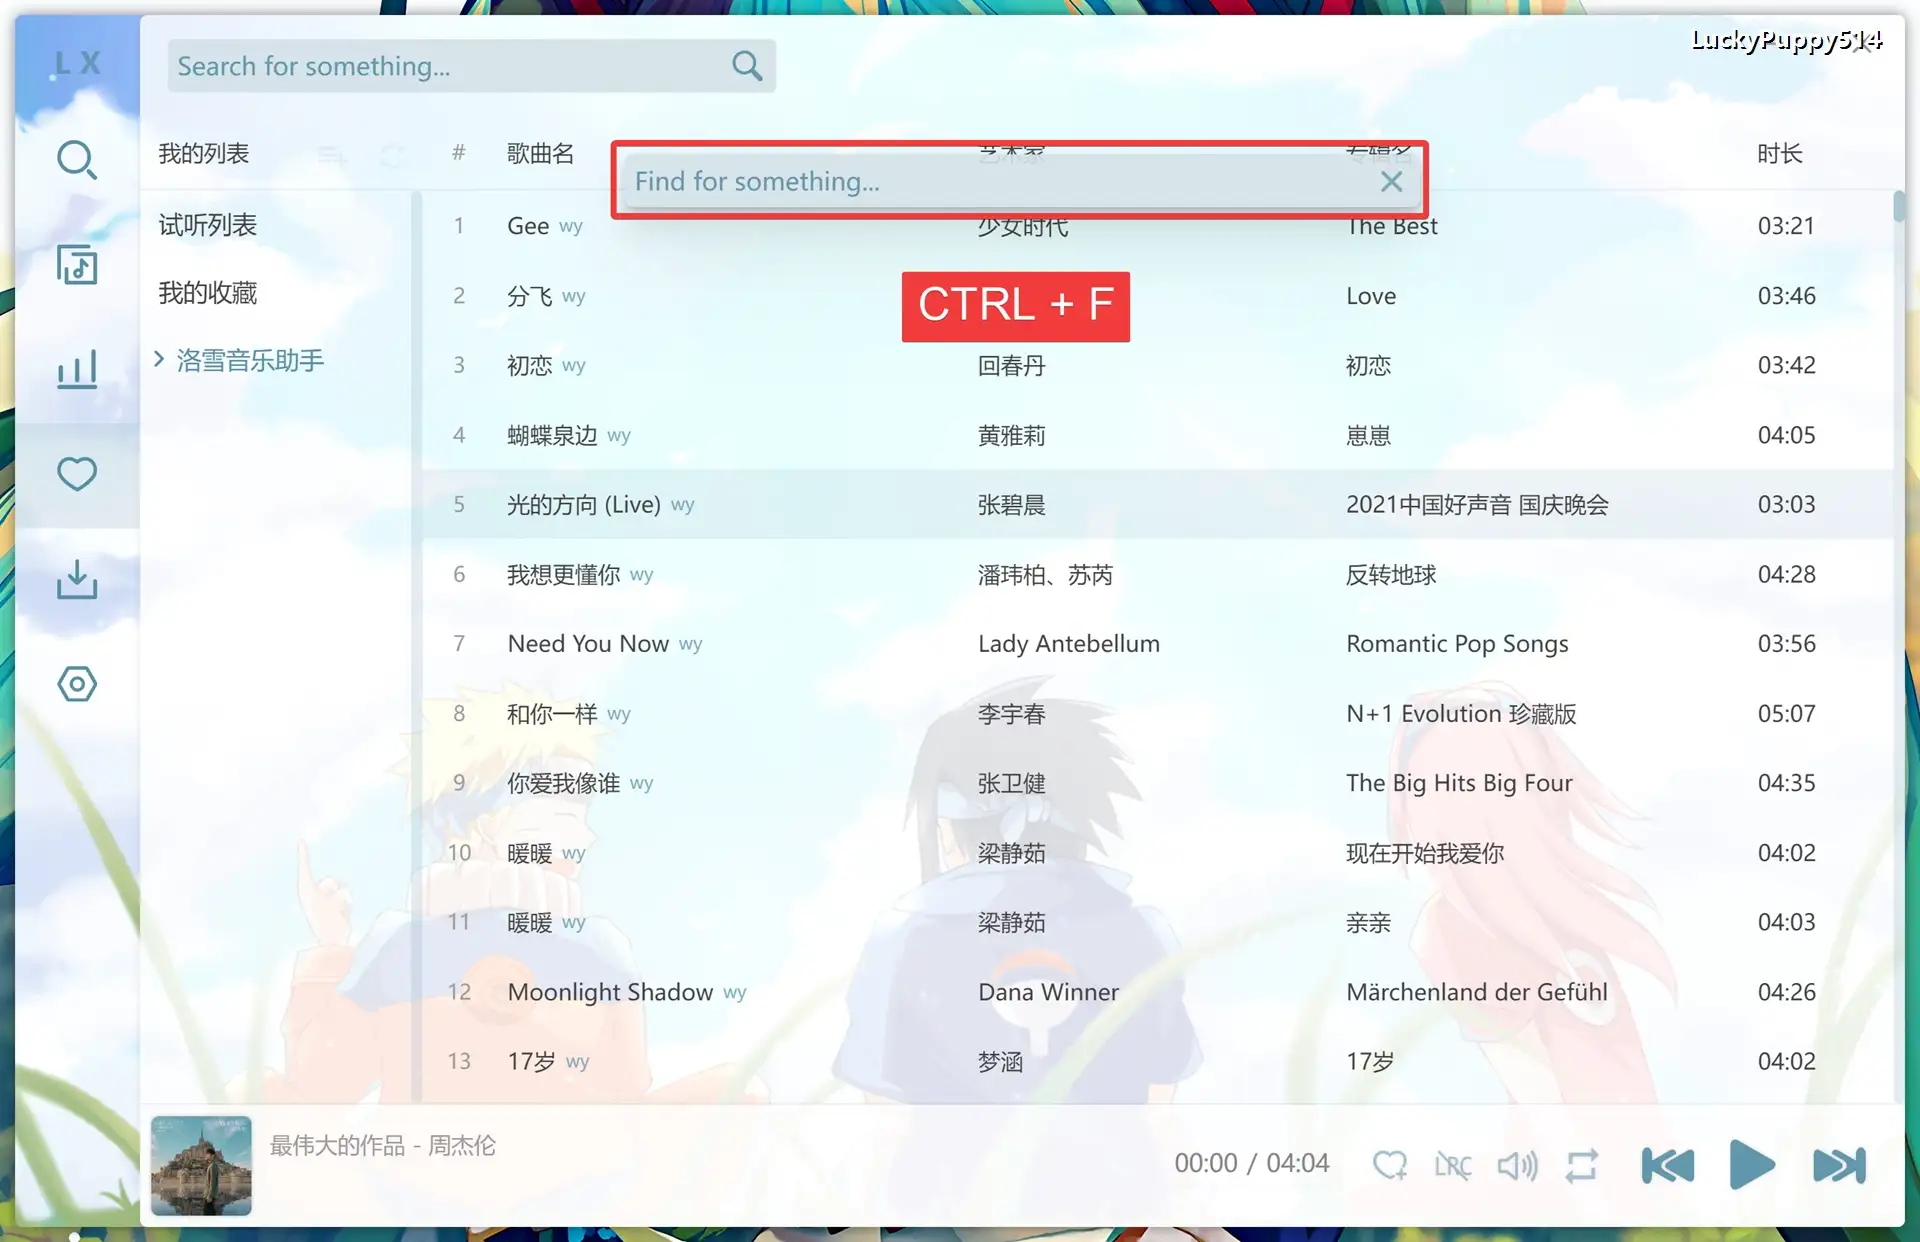 LuckyPuppy514
L X
Search for something...
我的列表
# 歌曲名 艺术家 专辑名 时长
Find for something...
试听列表
我的收藏
洛雪音乐助手
1 Gee wy 少女时代 The Best 03:21
2 分飞 wy Love 03:46
CTRL + F
3 初恋 wy 回春丹 初恋 03:42
4 蝴蝶泉边 wy 黄雅莉 崽崽 04:05
5 光的方向 (Live) wy 张碧晨 2021中国好声音 国庆晚会 03:03
6 我想更懂你 wy 潘玮柏、苏芮 反转地球 04:28
7 Need You Now wy Lady Antebellum Romantic Pop Songs 03:56
8 和你一样 wy 李宇春 N+1 Evolution 珍藏版 05:07
9 你爱我像谁 wy 张卫健 The Big Hits Big Four 04:35
10 暖暖 wy 梁静茹 现在开始我爱你 04:02
11 暖暖 wy 梁静茹 亲亲 04:03
12 Moonlight Shadow wy Dana Winner Märchenland der Gefühl 04:26
13 17岁 wy 梦涵 17岁 04:02
最伟大的作品 - 周杰伦
00:00 / 04:04
LRC